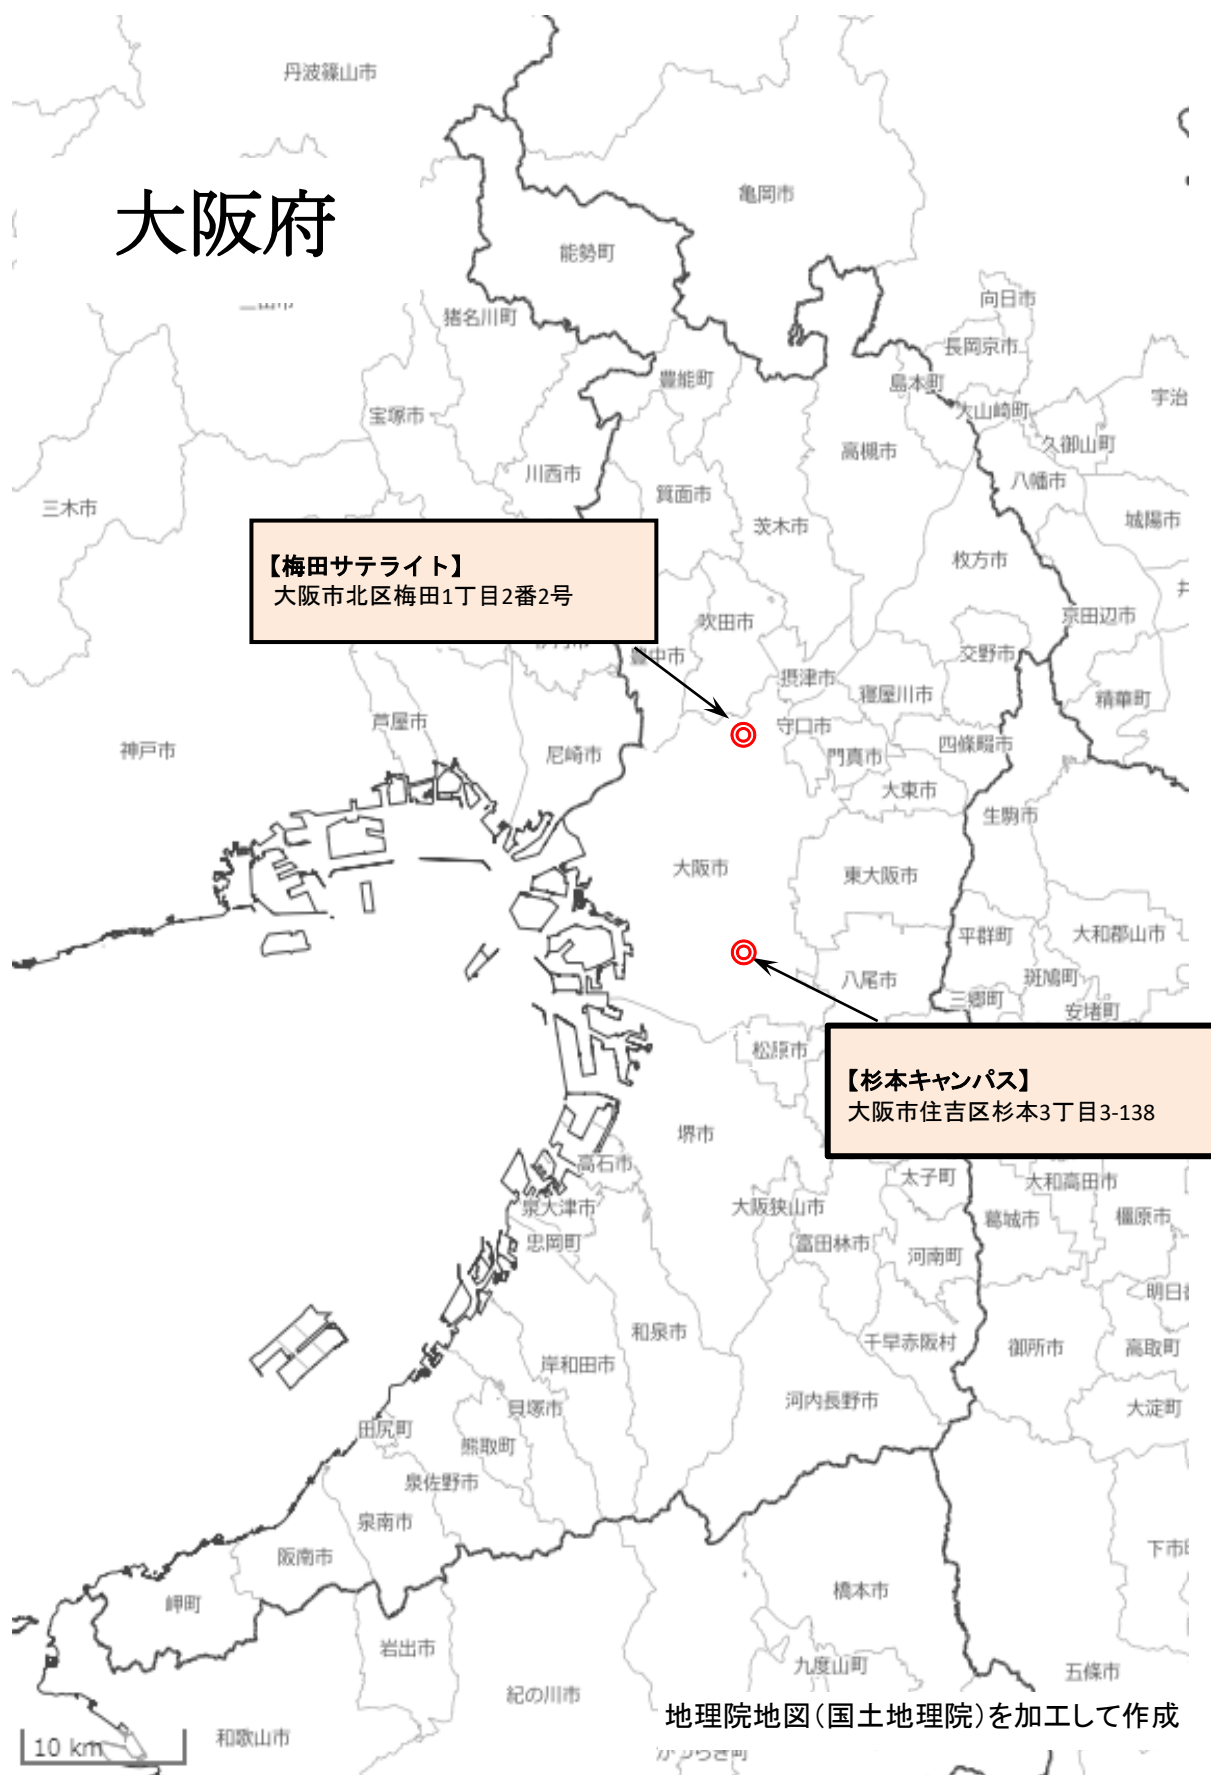 丹波篠山市
亀岡市
大阪府
能勢町
向日市
猪名川町
長岡京市
豊能町
島本町
宇治
宝塚市
大山崎町
久御山町
高槻市
川西市
八幡市
箕面市
三木市
城陽市
茨木市
枚方市
【梅田サテライト】
大阪市北区梅田1丁目2番2号
京田辺市
吹田市
交野市
豊中市
摂津市
寝屋川市
精華町
芦屋市
守口市
神戸市
尼崎市
門真市
四條畷市
大東市
生駒市
大阪市
東大阪市
平群町
大和郡山市
八尾市
斑鳩町
三郷町
安堵町
松原市
【杉本キャンパス】
大阪市住吉区杉本3丁目3-138
堺市
高石市
太子町
大和高田市
泉大津市
大阪狭山市
葛城市
橿原市
忠岡町
富田林市
河南町
明日
和泉市
千早赤阪村
御所市
高取町
岸和田市
河内長野市
貝塚市
大淀町
田尻町
熊取町
泉佐野市
泉南市
阪南市
下市
橋本市
岬町
岩出市
九度山町
五條市
紀の川市
地理院地図(国土地理院)を加工して作成
和歌山市
10 km